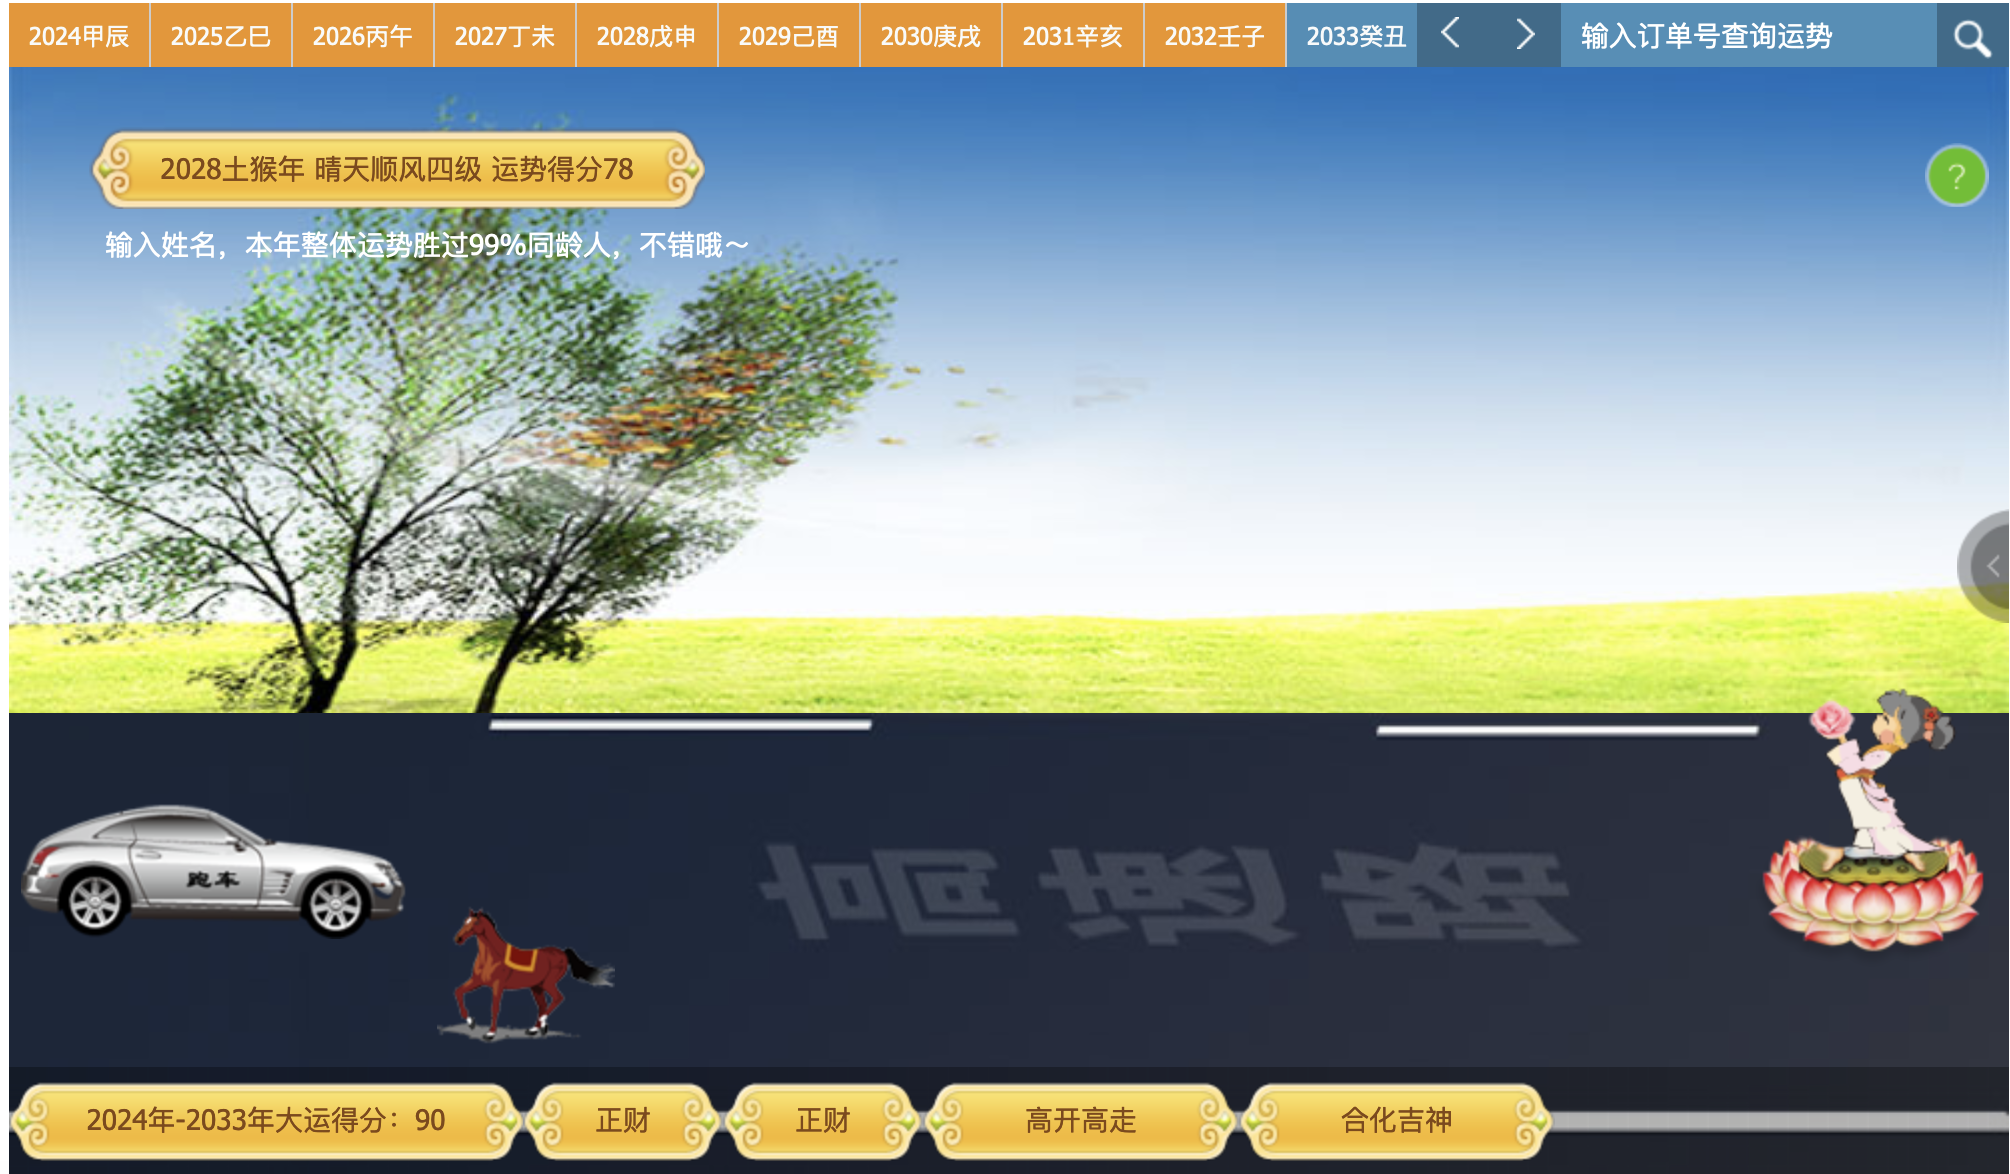 2024甲辰
2025乙巳
2026丙午
2027丁未
2028戊申
2029己酉
2030庚戌
2031辛亥
2032壬子
2033癸丑
输入订单号查询运势
2028土猴年 晴天顺风四级 运势得分78
?
输入姓名，本年整体运势胜过99%同龄人，不错哦～
跑车
高速路
2024年-2033年大运得分：90
正财
正财
高开高走
合化吉神